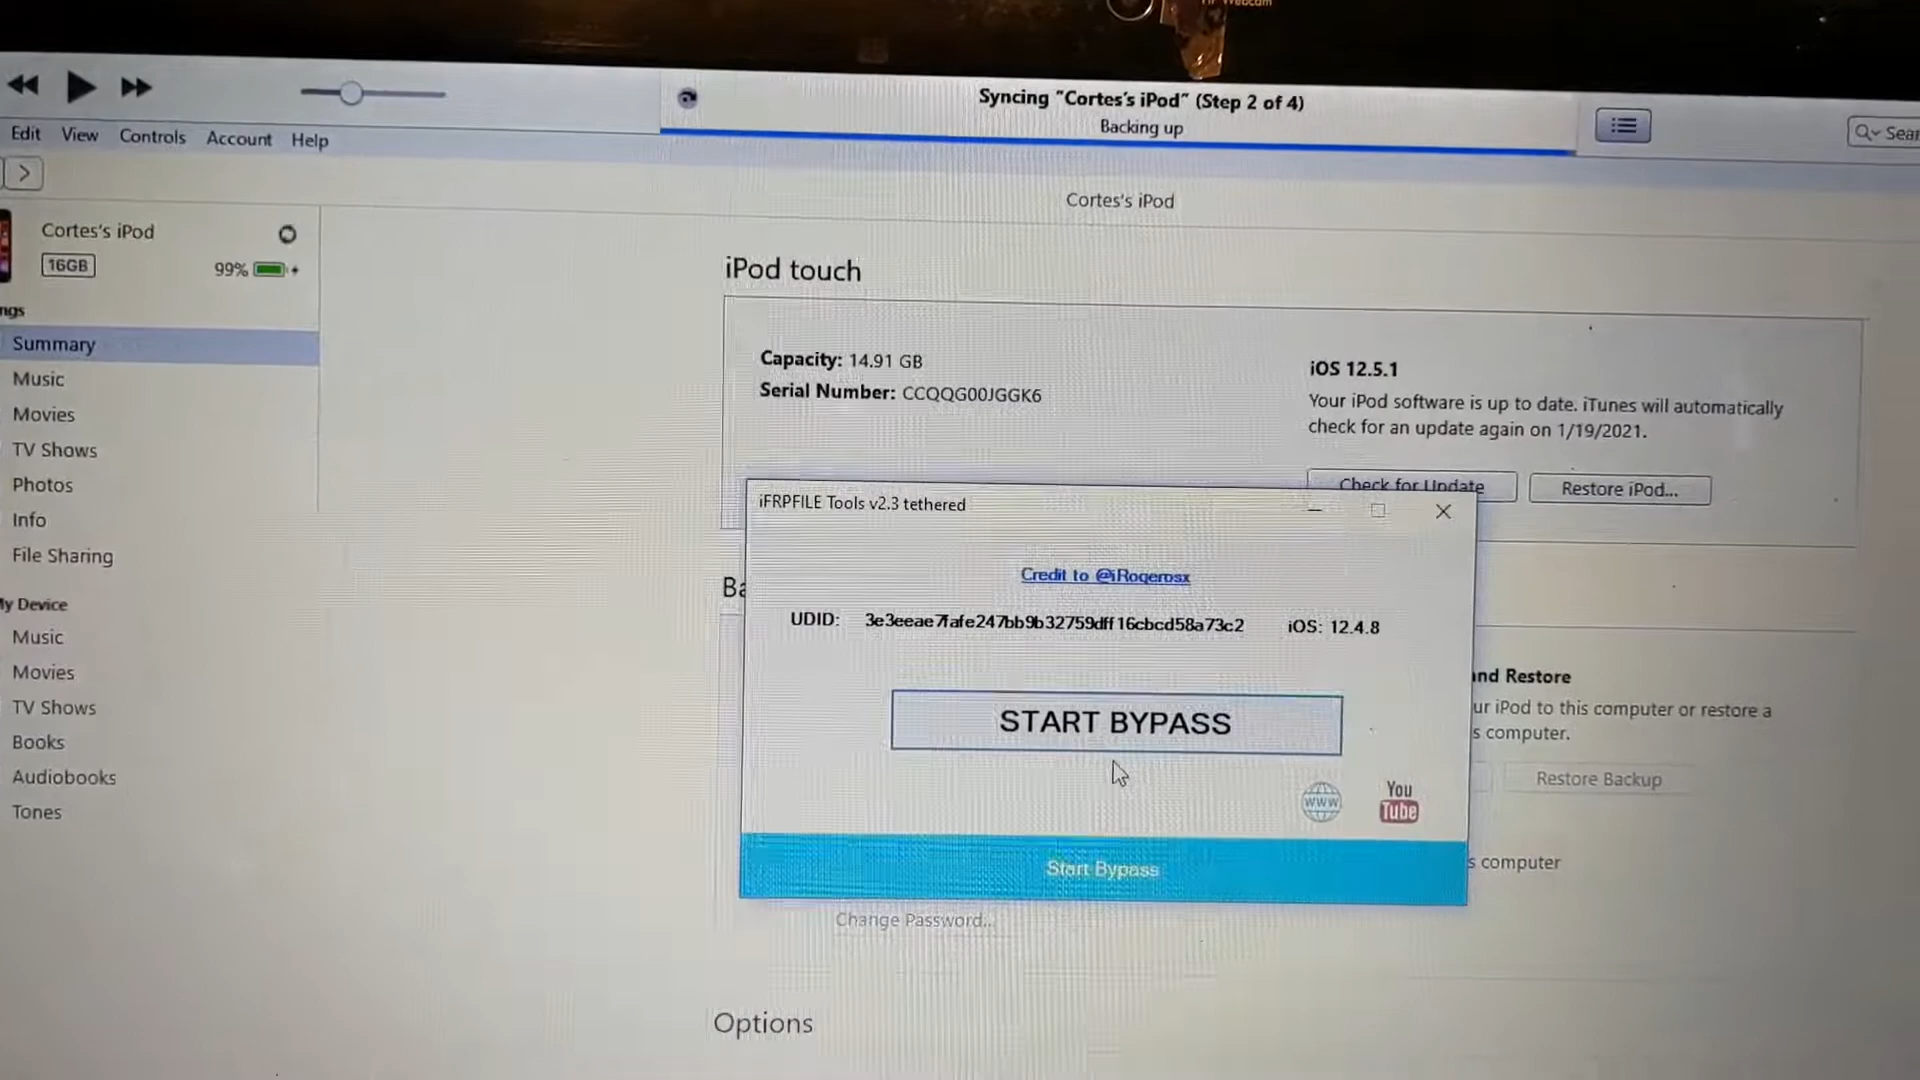 Syncing “Cortes’s iPod” (Step 2 of 4)
Backing up
Edit View Controls Account Help
Cortes’s iPod
Cortes’s iPod
16GB
99%
Summary
Music
Movies
TV Shows
Photos
Info
File Sharing
My Device
Music
Movies
TV Shows
Books
Audiobooks
Tones
iPod touch
Capacity: 14.91 GB
Serial Number: CCQQG00JGGK6
iOS 12.5.1
Your iPod software is up to date. iTunes will automatically
check for an update again on 1/19/2021.
Check for Update
Restore iPod...
iFRPFILE Tools v2.3 tethered
Credit to @iRogerosx
UDID: 3e3eeae7fafe247bb9b32759dff16cbcd58a73c2 iOS: 12.4.8
START BYPASS
WWW
You
Tube
Start Bypass
and Restore
ur iPod to this computer or restore a
s computer.
Restore Backup
s computer
Change Password...
Options